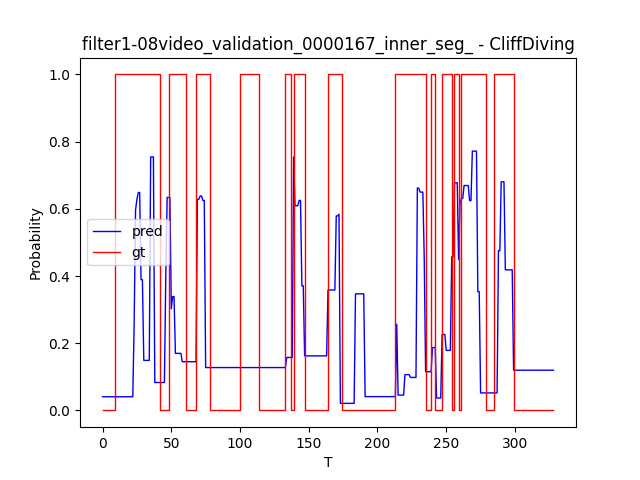 filter1-08video_validation_0000167_inner_seg_ - CliffDiving
1.0
0.8
0.6
0.4
0.2
0.0
Probability
pred
gt
0 50 100 150 200 250 300
T